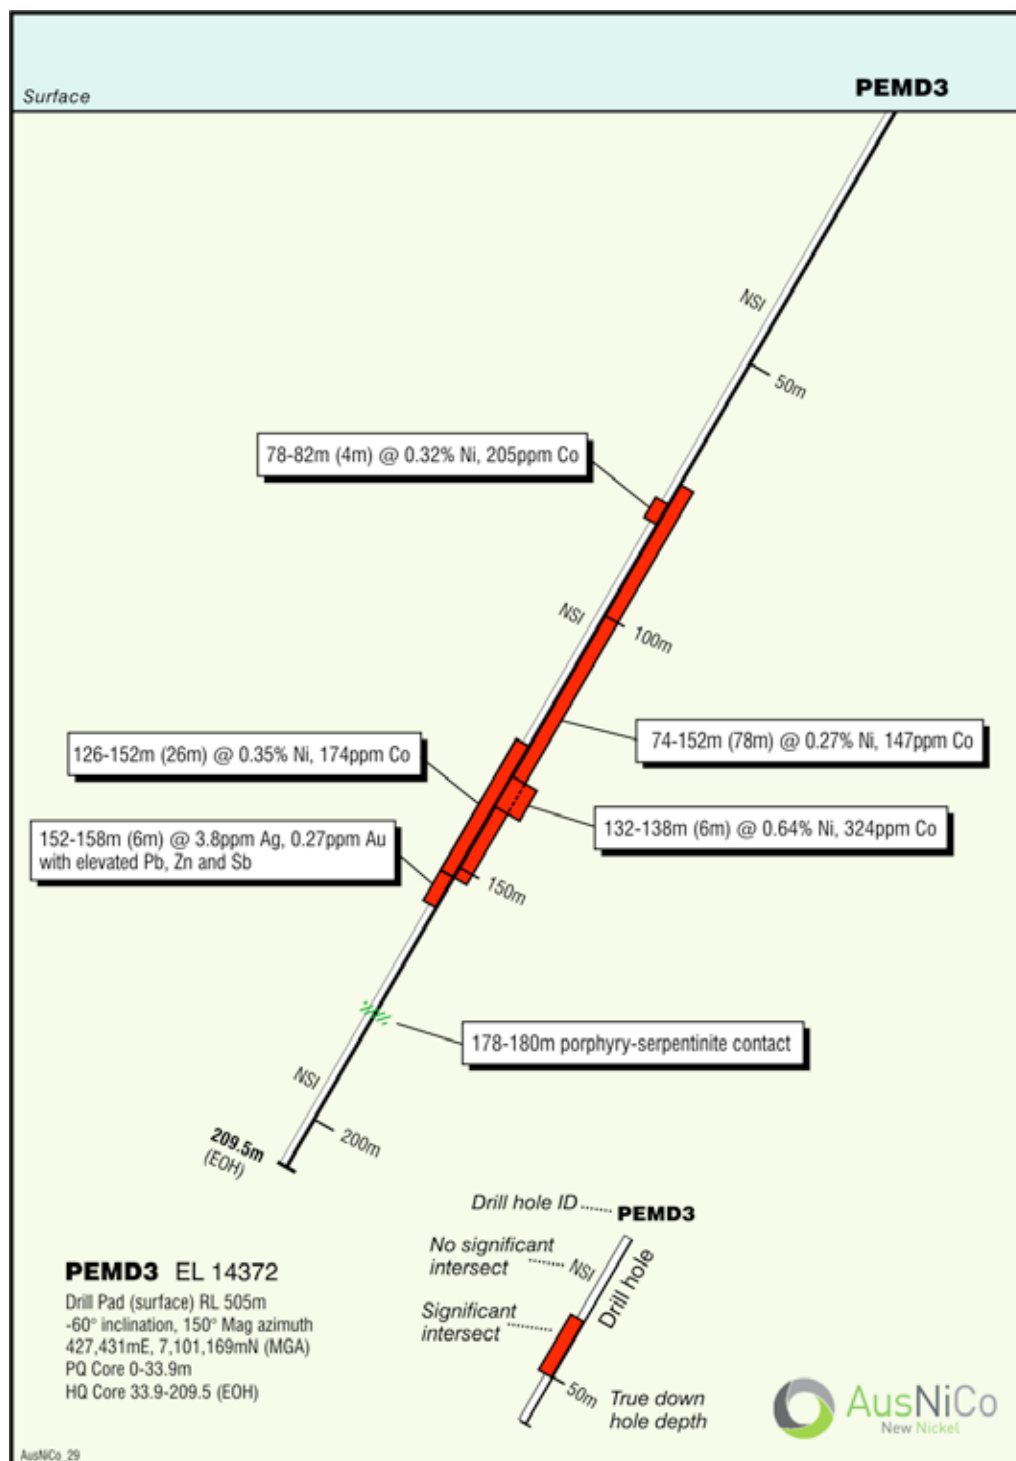 Surface
PEMD3
NSI
50m
78-82m (4m) @ 0.32% Ni, 205ppm Co
NSI
100m
74-152m (78m) @ 0.27% Ni, 147ppm Co
126-152m (26m) @ 0.35% Ni, 174ppm Co
132-138m (6m) @ 0.64% Ni, 324ppm Co
152-158m (6m) @ 3.8ppm Ag, 0.27ppm Au
with elevated Pb, Zn and Sb
150m
178-180m porphyry-serpentinite contact
NSI
200m
209.5m
(EOH)
Drill hole ID ...... PEMD3
No significant
intersect ........ NSI
Drill hole
Significant
intersect ........
50m
True down
hole depth
PEMD3 EL 14372
Drill Pad (surface) RL 505m
-60° inclination, 150° Mag azimuth
427,431mE, 7,101,169mN (MGA)
PQ Core 0-33.9m
HQ Core 33.9-209.5 (EOH)
AusNiCo
New Nickel
AusNiCo_29